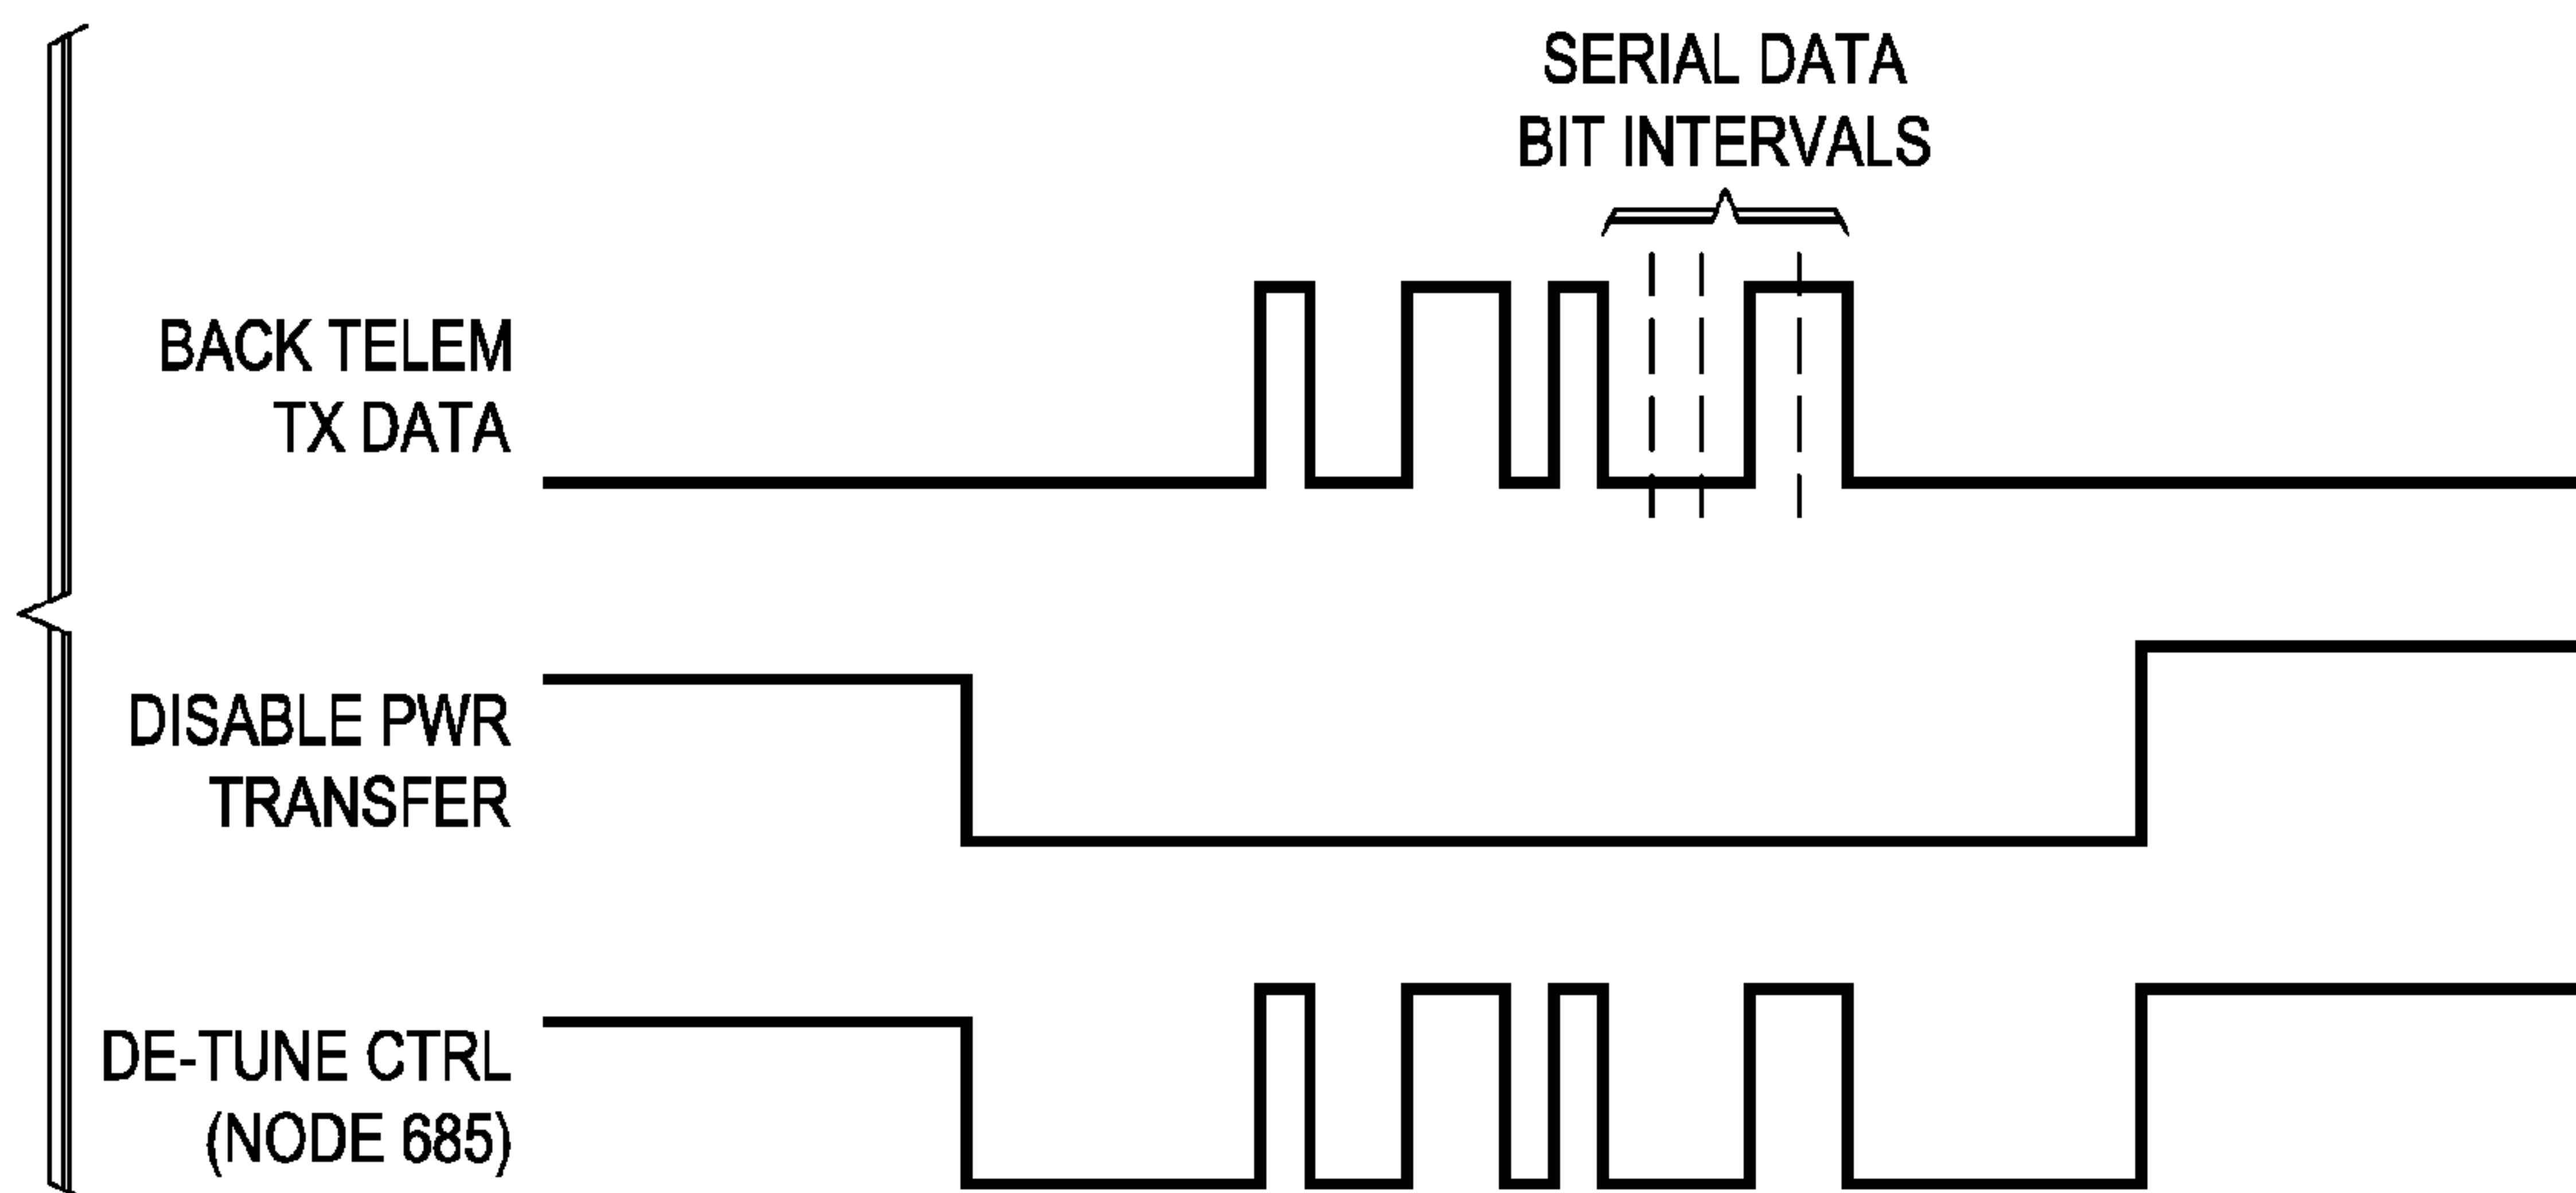 SERIAL DATA
BIT INTERVALS
BACK TELEM
TX DATA
DISABLE PWR
TRANSFER
DE-TUNE CTRL
(NODE 685)